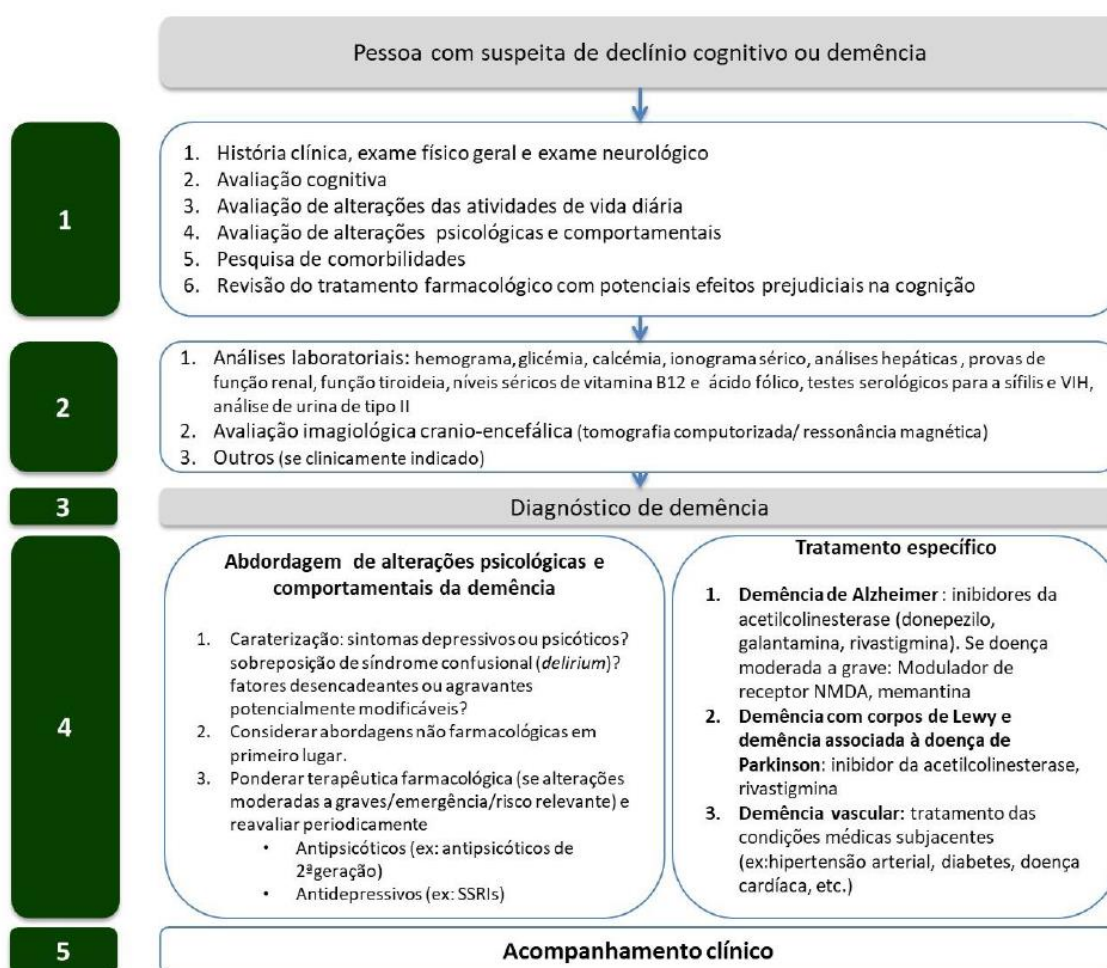 Pessoa com suspeita de declínio cognitivo ou demência
1
1. História clínica, exame físico geral e exame neurológico
2. Avaliação cognitiva
3. Avaliação de alterações das atividades de vida diária
4. Avaliação de alterações psicológicas e comportamentais
5. Pesquisa de comorbilidades
6. Revisão do tratamento farmacológico com potenciais efeitos prejudiciais na cognição
2
1. Análises laboratoriais: hemograma, glicémia, calcémia, ionograma sérico, análises hepáticas, provas de
função renal, função tiroideia, níveis séricos de vitamina B12 e ácido fólico, testes serológicos para a sífilis e VIH,
análise de urina de tipo II
2. Avaliação imagiológica cranio-encefálica (tomografia computorizada/ ressonância magnética)
3. Outros (se clinicamente indicado)
3
Diagnóstico de demência
4
Abdordagem de alterações psicológicas e
comportamentais da demência
1. Caraterização: sintomas depressivos ou psicóticos?
sobreposição de síndrome confusional (delirium)?
fatores desencadeantes ou agravantes
potencialmente modificáveis?
2. Considerar abordagens não farmacológicas em
primeiro lugar.
3. Ponderar terapêutica farmacológica (se alterações
moderadas a graves/emergência/risco relevante) e
reavaliar periodicamente
• Antipsicóticos (ex: antipsicóticos de
2ªgeração)
• Antidepressivos (ex: SSRIs)
Tratamento específico
1. Demência de Alzheimer : inibidores da
acetilcolinesterase (donepezilo,
galantamina, rivastigmina). Se doença
moderada a grave: Modulador de
receptor NMDA, memantina
2. Demência com corpos de Lewy e
demência associada à doença de
Parkinson: inibidor da acetilcolinesterase,
rivastigmina
3. Demência vascular: tratamento das
condições médicas subjacentes
(ex:hipertensão arterial, diabetes, doença
cardíaca, etc.)
5
Acompanhamento clínico